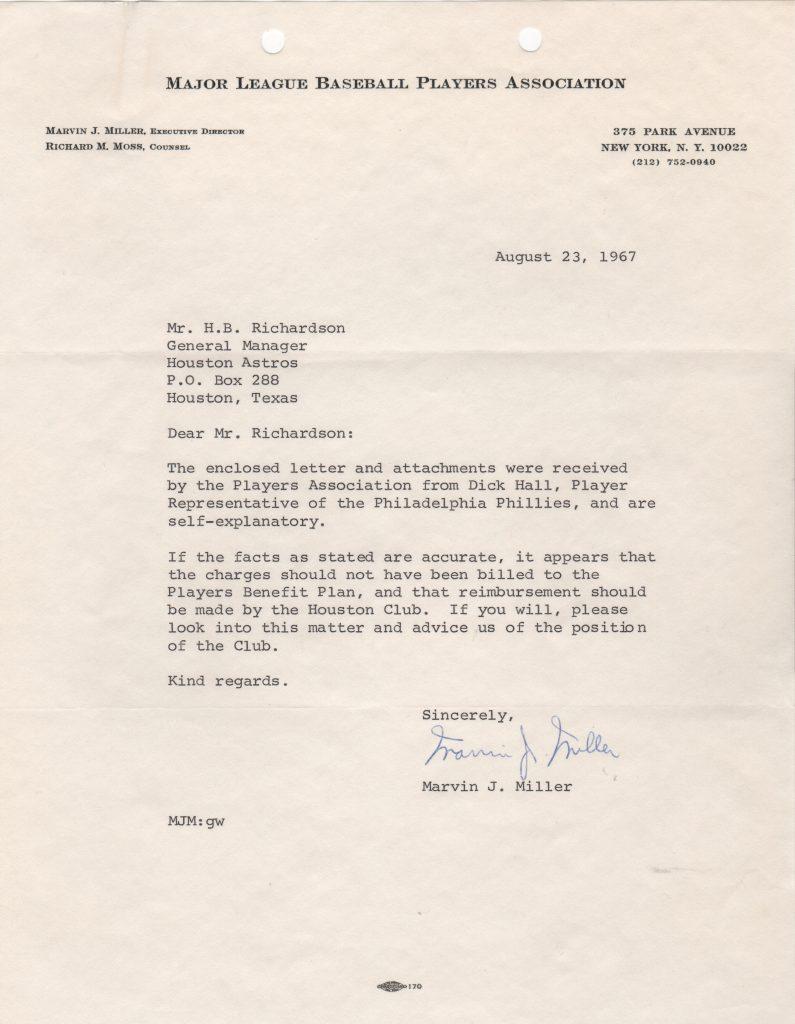 MAJOR LEAGUE BASEBALL PLAYERS ASSOCIATION
MARVIN J. MILLER, EXECUTIVE DIRECTOR
RICHARD M. MOSS, COUNSEL
375 PARK AVENUE
NEW YORK, N. Y. 10022
(212) 752-0940
August 23, 1967
Mr. H.B. Richardson
General Manager
Houston Astros
P.O. Box 288
Houston, Texas
Dear Mr. Richardson:
The enclosed letter and attachments were received
by the Players Association from Dick Hall, Player
Representative of the Philadelphia Phillies, and are
self-explanatory.
If the facts as stated are accurate, it appears that
the charges should not have been billed to the
Players Benefit Plan, and that reimbursement should
be made by the Houston Club.  If you will, please
look into this matter and advice us of the position
of the Club.
Kind regards.
Sincerely,
Marvin J. Miller
Marvin J. Miller
MJM:gw
170